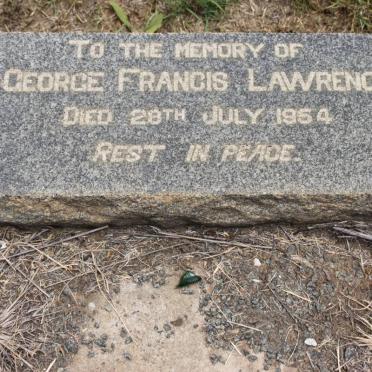 TO THE MEMORY OF
GEORGE FRANCIS LAWRENC
DIED 28TH JULY 1954
REST IN PEACE.